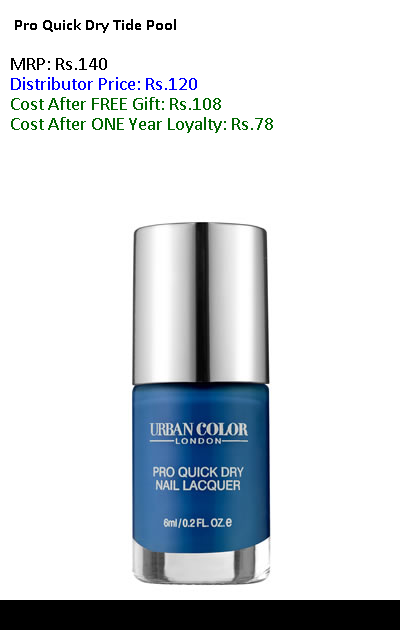 Pro Quick Dry Tide Pool
MRP: Rs.140
Distributor Price: Rs.120
Cost After FREE Gift: Rs.108
Cost After ONE Year Loyalty: Rs.78
URBAN COLOR
LONDON
PRO QUICK DRY
NAIL LACQUER
6ml/0.2 FL. OZ.e